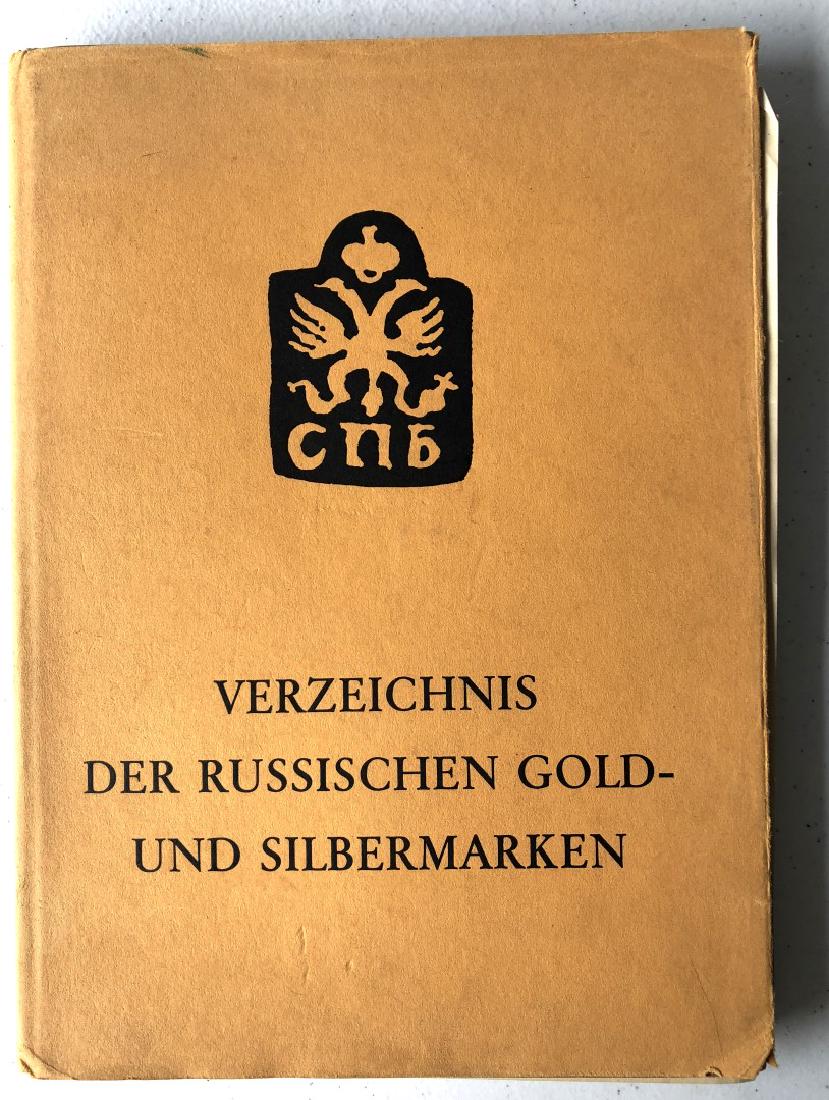 СПБ
VERZEICHNIS
DER RUSSISCHEN GOLD-
UND SILBERMARKEN